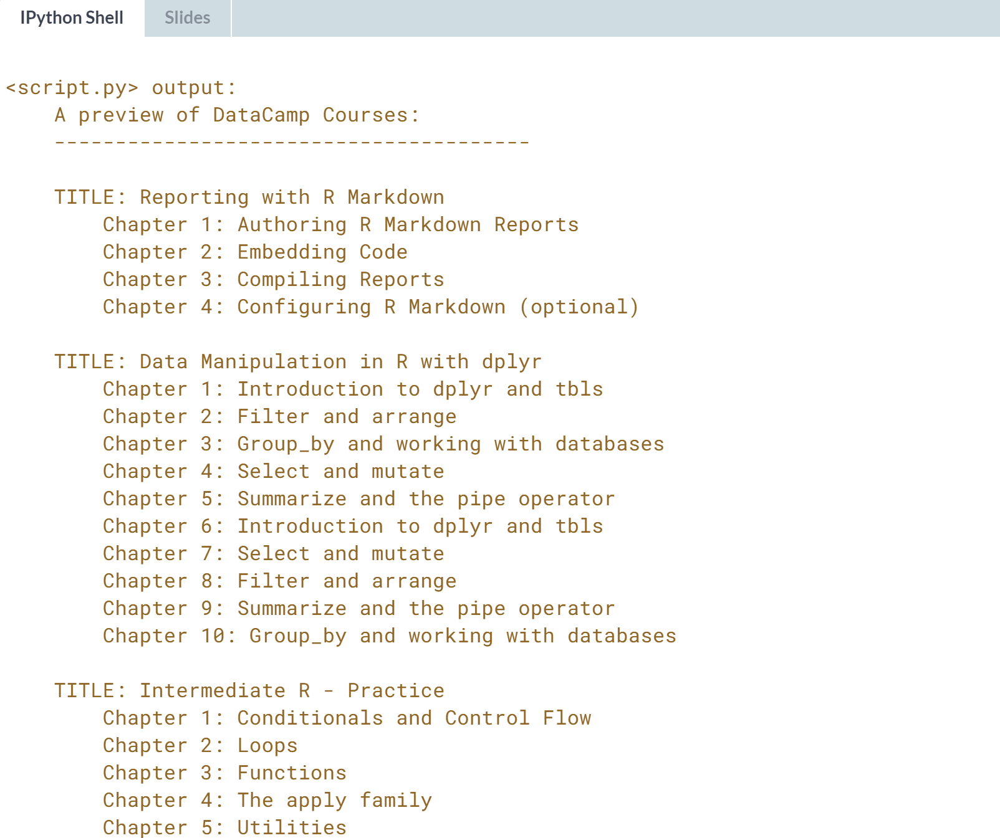 IPython Shell Slides
<script.py> output:
A preview of DataCamp Courses:
---------------------------------------
TITLE: Reporting with R Markdown
Chapter 1: Authoring R Markdown Reports
Chapter 2: Embedding Code
Chapter 3: Compiling Reports
Chapter 4: Configuring R Markdown (optional)
TITLE: Data Manipulation in R with dplyr
Chapter 1: Introduction to dplyr and tbls
Chapter 2: Filter and arrange
Chapter 3: Group_by and working with databases
Chapter 4: Select and mutate
Chapter 5: Summarize and the pipe operator
Chapter 6: Introduction to dplyr and tbls
Chapter 7: Select and mutate
Chapter 8: Filter and arrange
Chapter 9: Summarize and the pipe operator
Chapter 10: Group_by and working with databases
TITLE: Intermediate R - Practice
Chapter 1: Conditionals and Control Flow
Chapter 2: Loops
Chapter 3: Functions
Chapter 4: The apply family
Chapter 5: Utilities